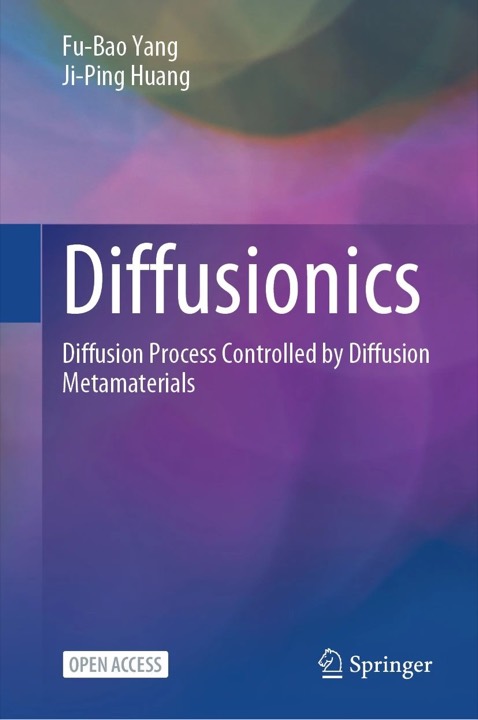 Fu-Bao Yang
Ji-Ping Huang
Diffusionics
Diffusion Process Controlled by Diffusion
Metamaterials
OPEN ACCESS
Springer